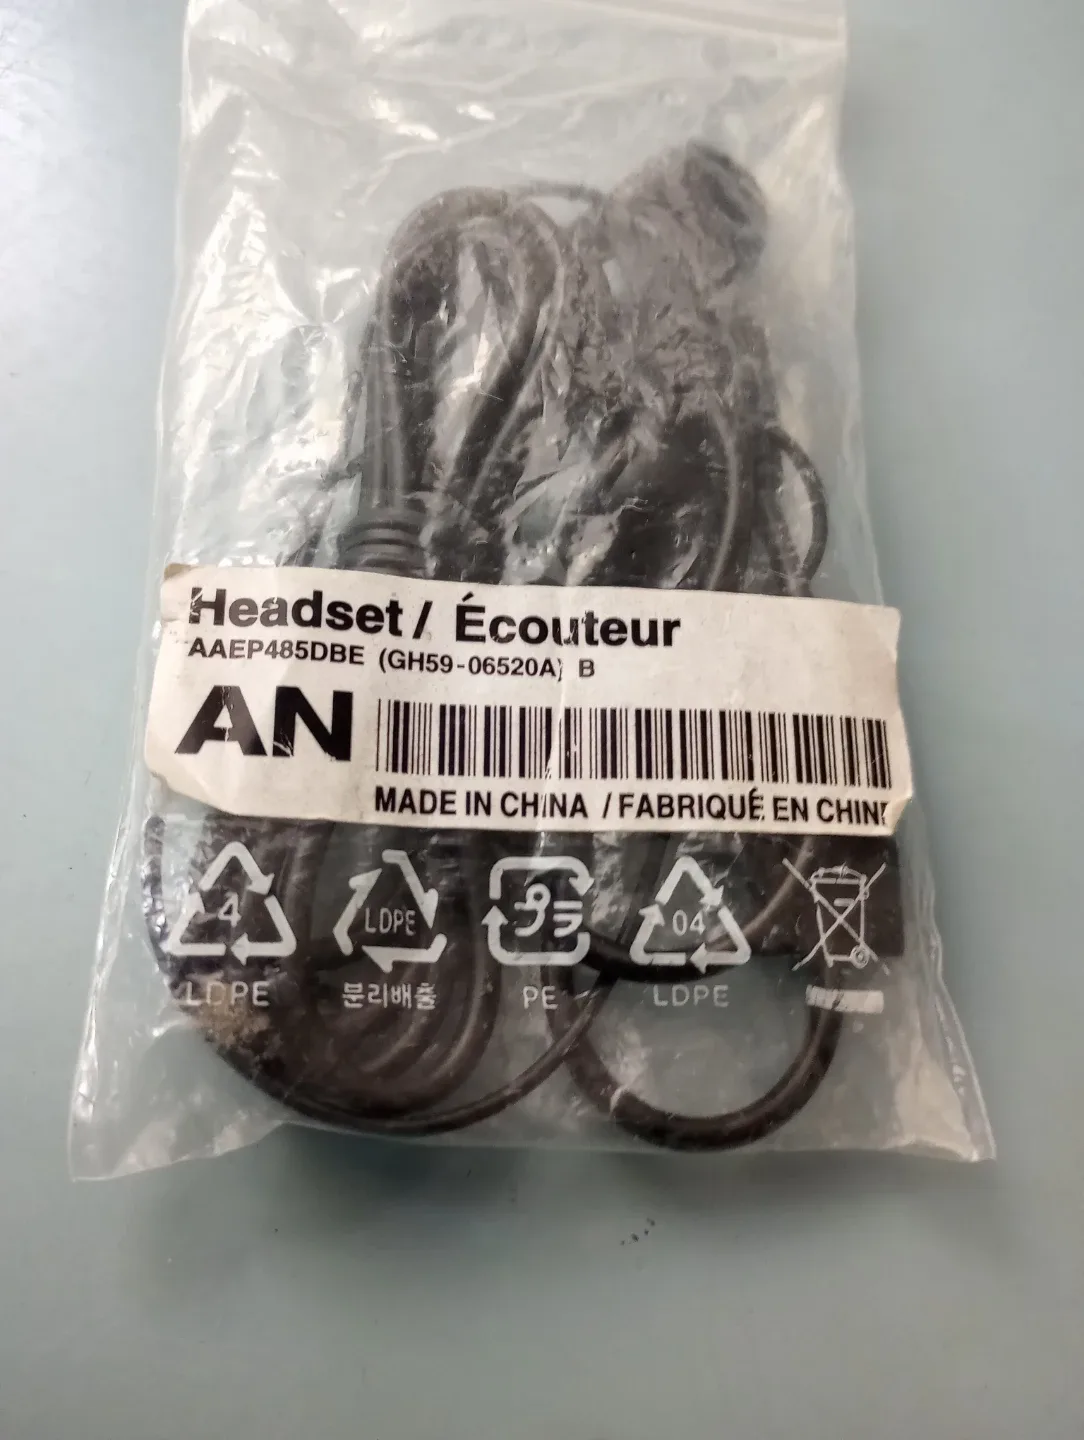 Headset / Écouteur
AAEP485DBE (GH59-06520A) B
AN
MADE IN CHINA / FABRIQUÉ EN CHINE
4 LDPE PE 04
LDPE 분리배출 PE LDPE